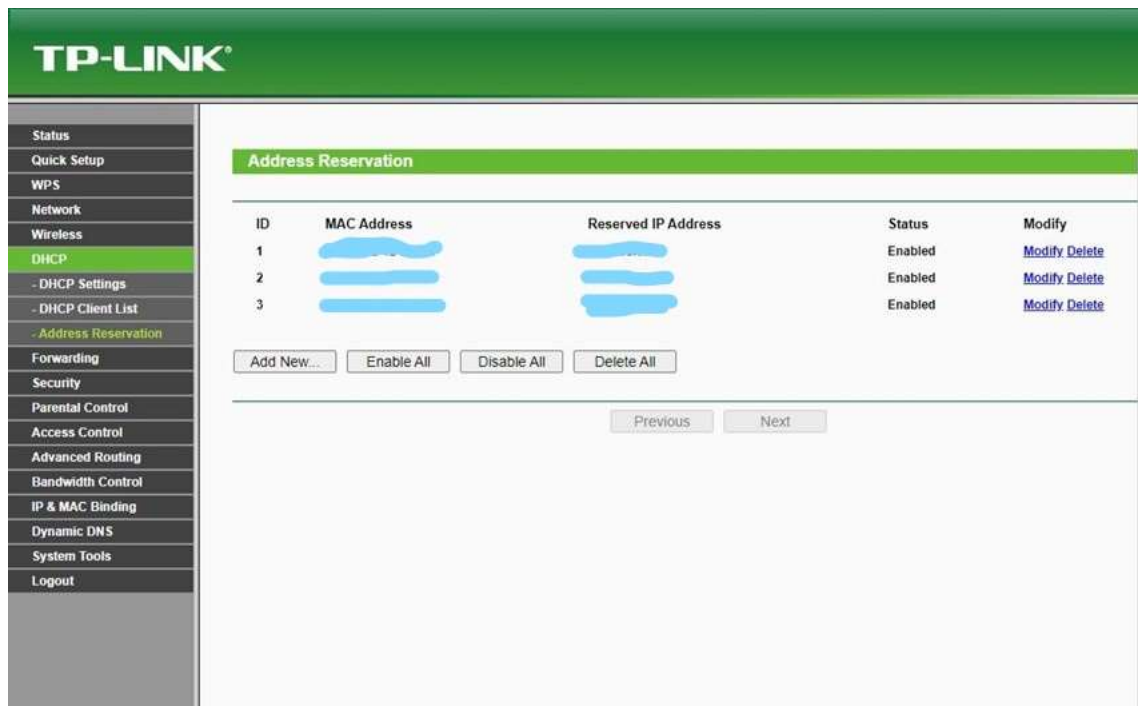 TP-LINK®
Status
Quick Setup
WPS
Network
Wireless
DHCP
- DHCP Settings
- DHCP Client List
- Address Reservation
Forwarding
Security
Parental Control
Access Control
Advanced Routing
Bandwidth Control
IP & MAC Binding
Dynamic DNS
System Tools
Logout
Address Reservation
ID MAC Address Reserved IP Address Status Modify
1 Enabled Modify Delete
2 Enabled Modify Delete
3 Enabled Modify Delete
Add New... Enable All Disable All Delete All
Previous Next